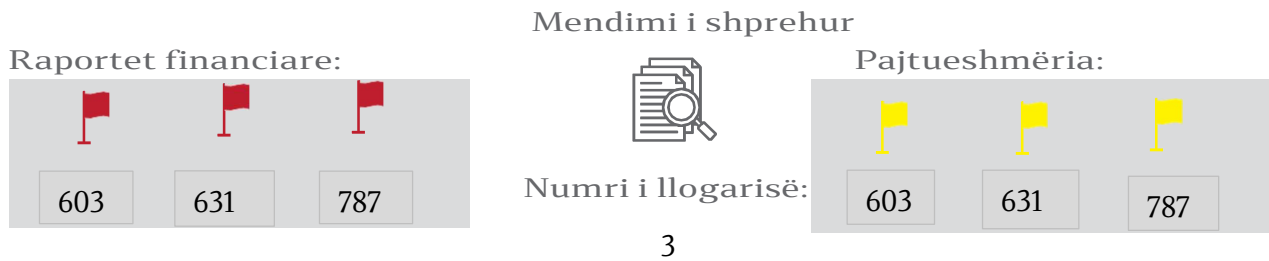 Mendimi i shprehur
Raportet financiare:
Pajtueshmëria:
603 631 787
Numri i llogarisë:
603 631 787
3